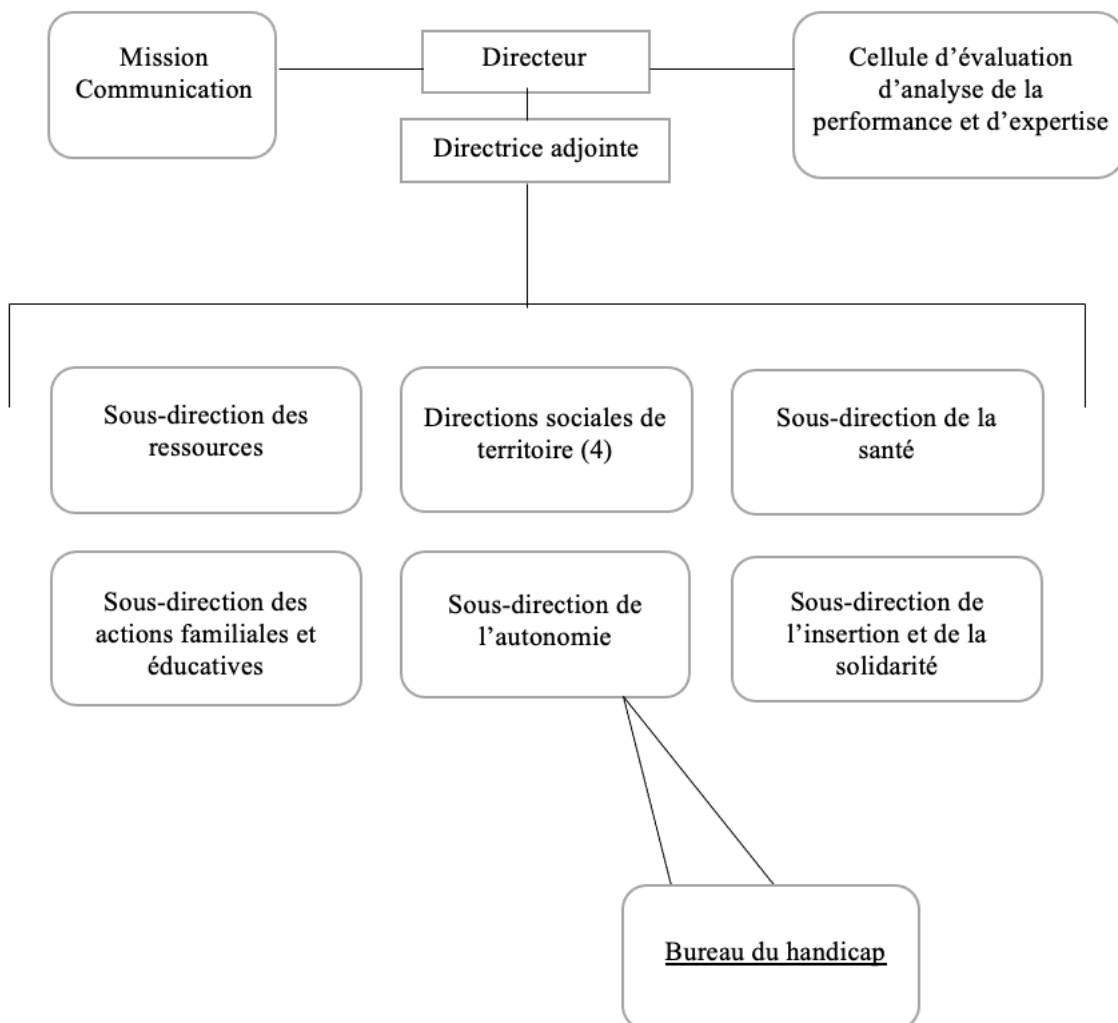 Mission
Communication
Directeur
Cellule d’évaluation
d’analyse de la
performance et d’expertise
Directrice adjointe
Sous-direction des
ressources
Directions sociales de
territoire (4)
Sous-direction de la
santé
Sous-direction des
actions familiales et
éducatives
Sous-direction de
l’autonomie
Sous-direction de
l’insertion et de la
solidarité
Bureau du handicap